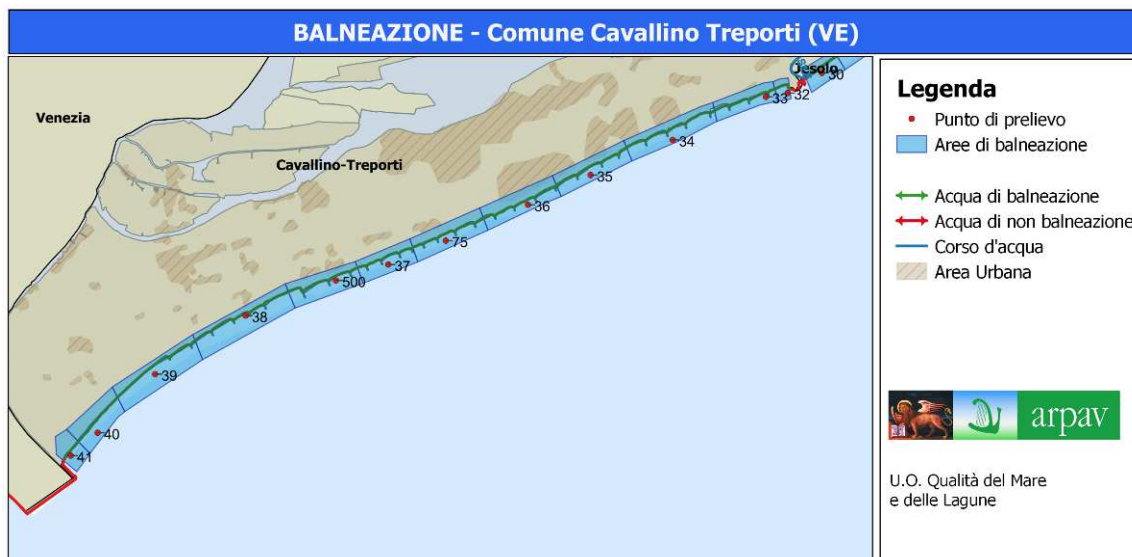 BALNEAZIONE - Comune Cavallino Treporti (VE)
Jesolo
30
32
33
Venezia
34
Cavallino-Treporti
35
36
75
37
500
38
39
40
41
Legenda
Punto di prelievo
Aree di balneazione
Acqua di balneazione
Acqua di non balneazione
Corso d'acqua
Area Urbana
arpav
U.O. Qualità del Mare
e delle Lagune